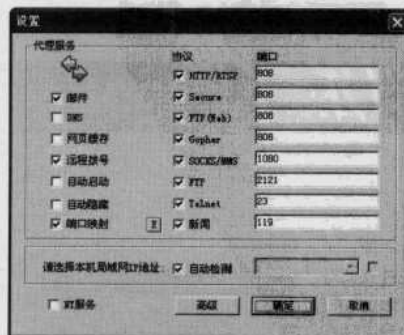 设置
代理服务
协议
端口
HTTP/RTSP
808
邮件
Secure
808
DNS
FTP(Web)
808
网页缓存
Gopher
808
远程拨号
SOCKS/MMS
1080
自动启动
FTP
2121
自动隐藏
Telnet
23
端口映射
E
新闻
119
请选择本机局域网IP地址:
自动检测
NT服务
高级
确定
取消